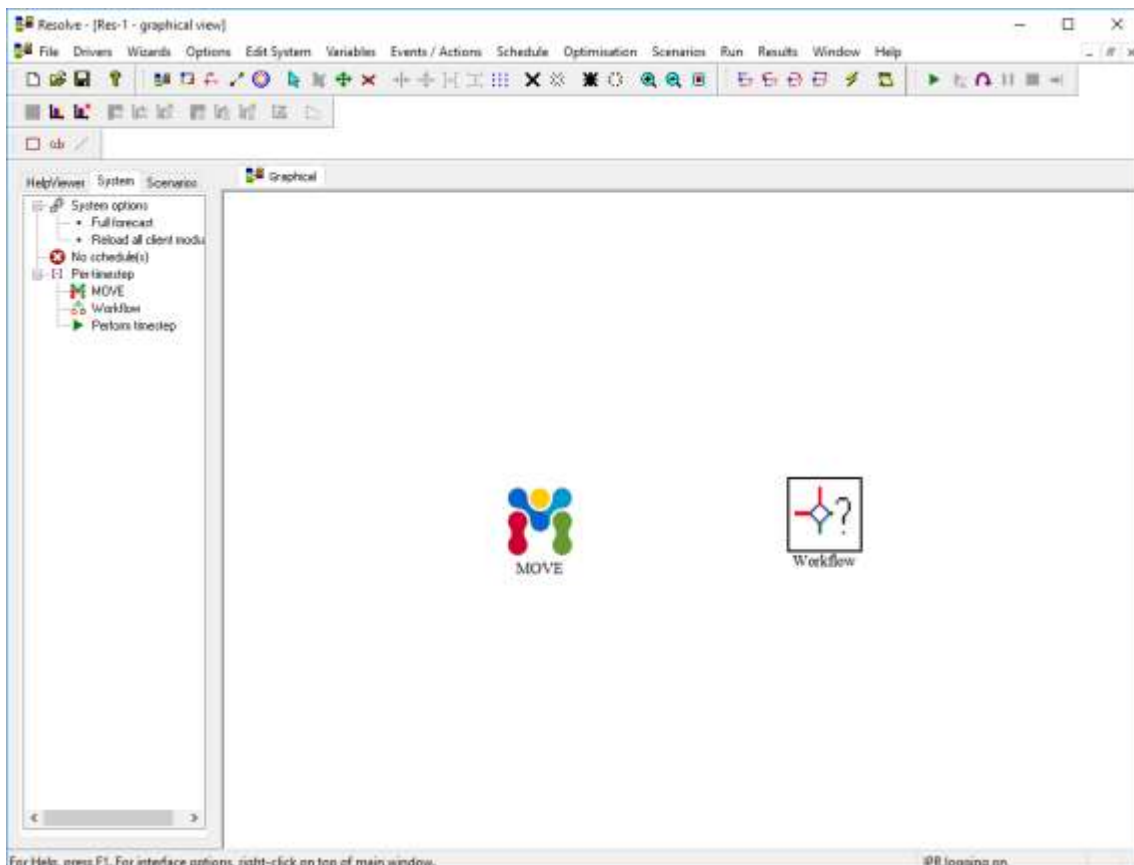 Resolve - [Res-1 - graphical view]
File Drivers Wizards Options Edit System Variables Events / Actions Schedule Optimisation Scenarios Run Results Window Help
ab
HelpViewer System Scenarios
Graphical
System options
Full forecast
Reload all client modu
No schedule(s)
Per timestep
MOVE
Workflow
Perform timestep
?
MOVE
Workflow
For Help, press F1. For interface options, right-click on top of main window.
IPR logging on